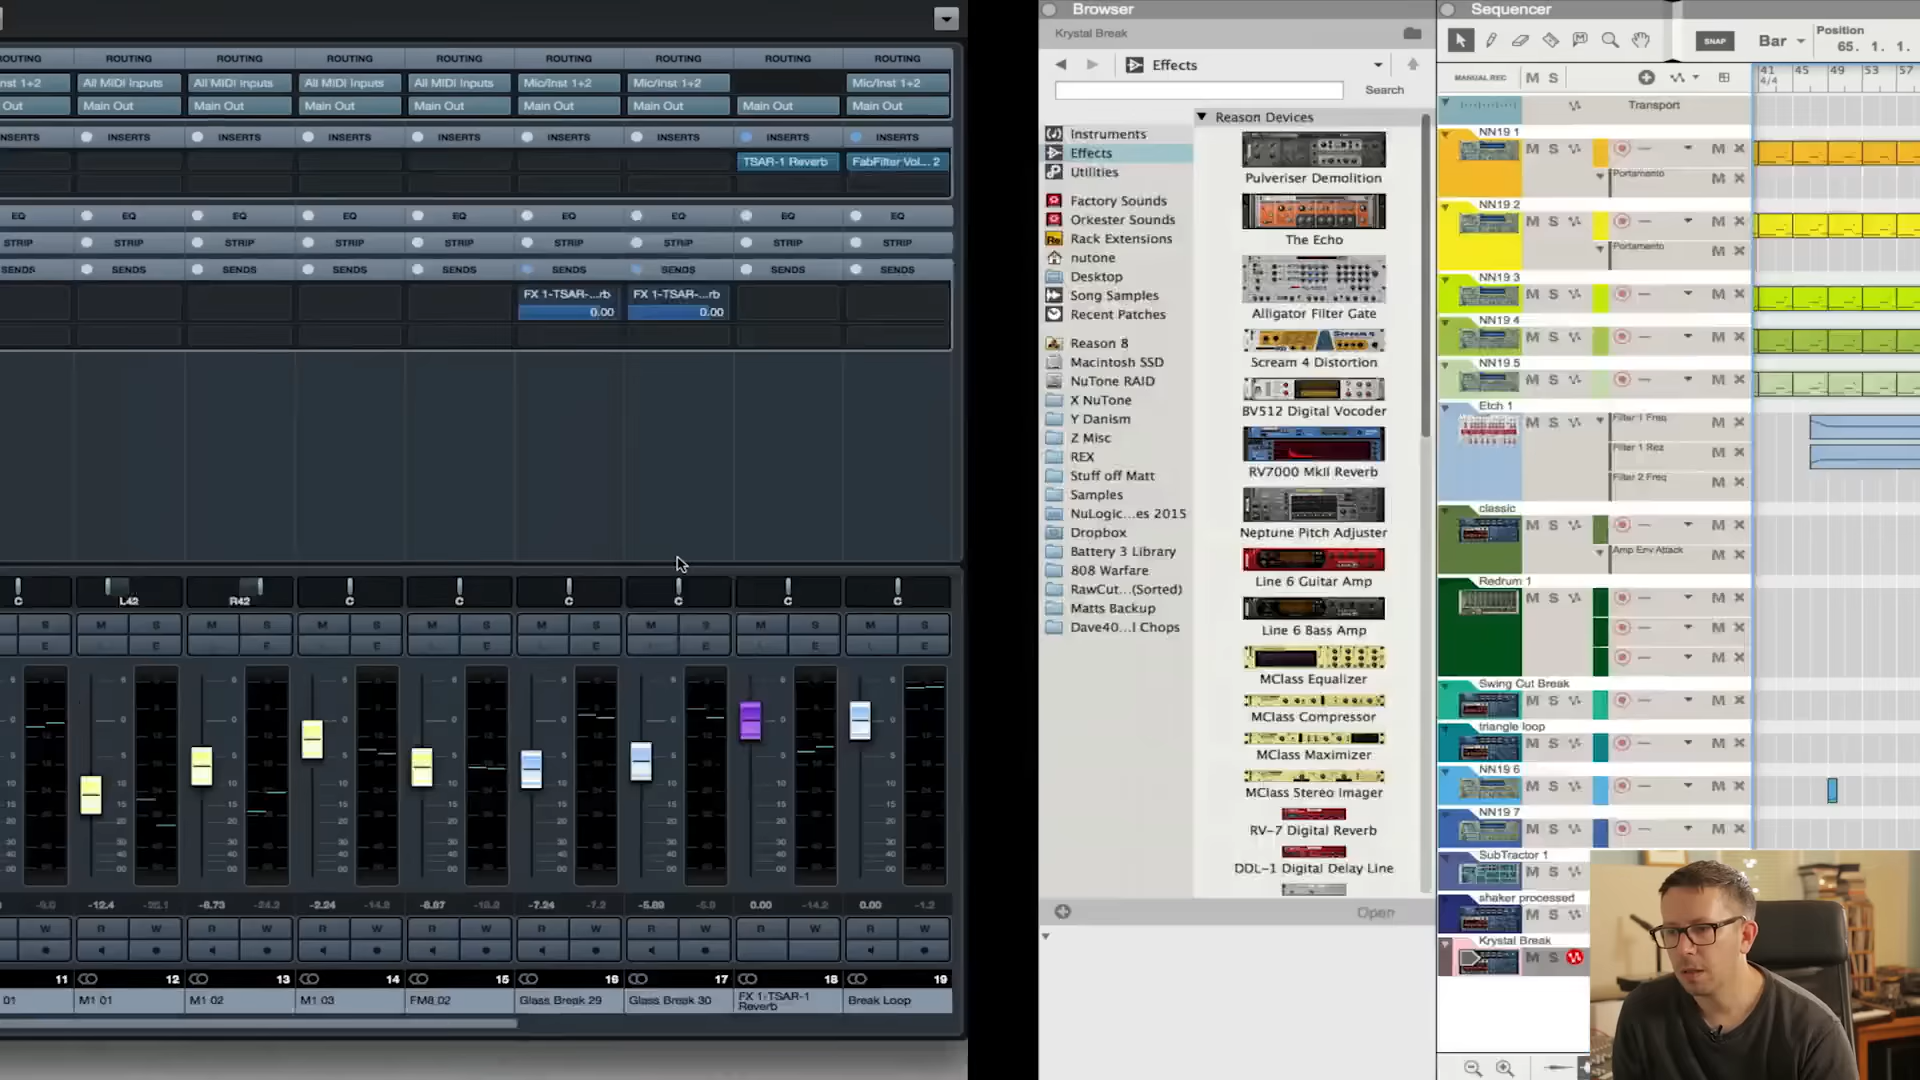 ROUTING ROUTING ROUTING ROUTING ROUTING ROUTING ROUTING ROUTING ROUTING
nst 1+2 All MIDI Inputs All MIDI Inputs All MIDI Inputs All MIDI Inputs Mic/Inst 1+2 Mic/Inst 1+2 Mic/Inst 1+2
Out Main Out Main Out Main Out Main Out Main Out Main Out Main Out Main Out
ERTS INSERTS INSERTS INSERTS INSERTS INSERTS INSERTS INSERTS INSERTS
TSAR-1 Reverb FabFilter Vol... 2
EQ EQ EQ EQ EQ EQ EQ EQ EQ
STRIP STRIP STRIP STRIP STRIP STRIP STRIP STRIP STRIP
SENDS SENDS SENDS SENDS SENDS SENDS SENDS SENDS SENDS
FX 1-TSAR-...rb FX 1-TSAR-...rb
0.00 0.00
C L42 R42 C C C C C C
S M S M S M S M S M S M S M S M S
E E E E E E E E E
-12.4 -8.73 -2.24 -14.2 -7.24 -7.2 0.00 -14.2 0.00 -1.2
W R W R W R W R W R W R W R W R W
11 12 13 14 15 16 17 18 19
01 M1 01 M1 02 M1 03 FM8 02 Glass Break 29 Glass Break 30 FX 1-TSAR-1 Reverb Break Loop
Browser
Krystal Break
Effects
Search
Instruments
Effects
Utilities
Factory Sounds
Orkester Sounds
Rack Extensions
nutone
Desktop
Song Samples
Recent Patches
Reason 8
Macintosh SSD
NuTone RAID
X NuTone
Y Danism
Z Misc
REX
Stuff off Matt
Samples
NuLogic...es 2015
Dropbox
Battery 3 Library
808 Warfare
RawCut...(Sorted)
Matts Backup
Dave40...l Chops
Reason Devices
Pulveriser Demolition
The Echo
Alligator Filter Gate
Scream 4 Distortion
BV512 Digital Vocoder
RV7000 MkII Reverb
Neptune Pitch Adjuster
Line 6 Guitar Amp
Line 6 Bass Amp
MClass Equalizer
MClass Compressor
MClass Maximizer
MClass Stereo Imager
RV-7 Digital Reverb
DDL-1 Digital Delay Line
Open
Sequencer
SNAP Bar Position
65. 1. 1.
MANUAL REC M S 41 45 49 53 57
4/4
Transport
NN19 1
M S M
Portamento M
NN19 2
M S M
Portamento M
NN19 3
M S M
NN19 4
M S M
NN19 5
M S M
Etch 1
M S Filter 1 Freq M
Filter 1 Rez M
Filter 2 Freq M
classic
M S M
Amp Env Attack M
Redrum 1
M S M
M
M
Swing Cut Break
M S M
triangle loop
M S M
NN19 6
M S M
NN19 7
M S M
SubTractor 1
M S
shaker processed
M S
Krystal Break
M S